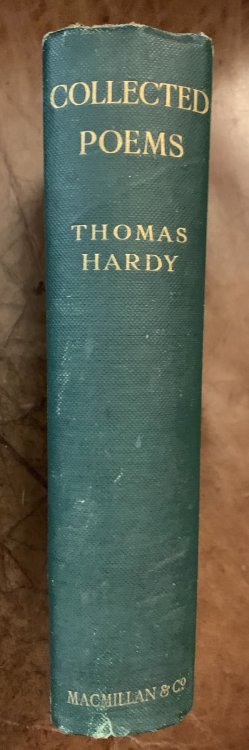 COLLECTED
POEMS
THOMAS
HARDY
MACMILLAN & Cº